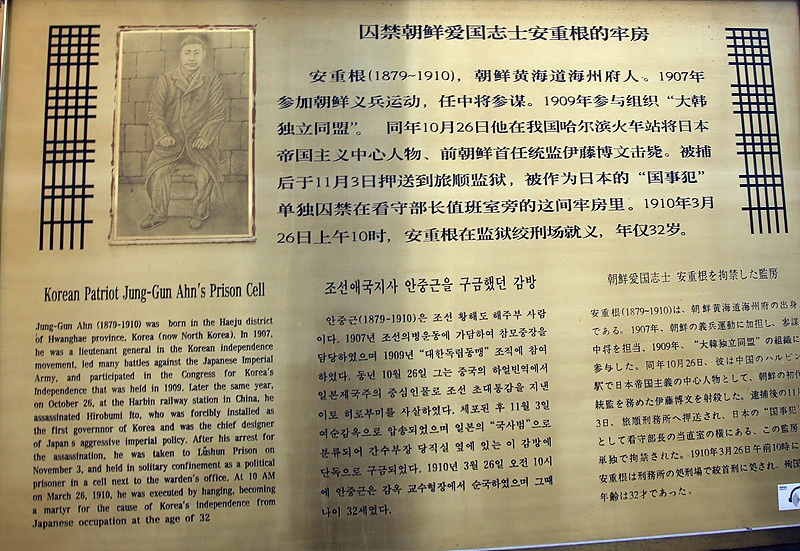 囚禁朝鲜爱国志士安重根的牢房
安重根(1879~1910)，朝鲜黄海道海州府人。1907年
参加朝鲜义兵运动，任中将参谋。1909年参与组织“大韩
独立同盟”。 同年10月26日他在我国哈尔滨火车站将日本
帝国主义中心人物、前朝鲜首任统监伊藤博文击毙。被捕
后于11月3日押送到旅顺监狱，被作为日本的“国事犯”
单独囚禁在看守部长值班室旁的这间牢房里。1910年3月
26日上午10时，安重根在监狱绞刑场就义，年仅32岁。
Korean Patriot Jung-Gun Ahn's Prison Cell
Jung-Gun Ahn (1879-1910) was born in the Haeju district
of Hwanghae province, Korea (now North Korea). In 1907,
he was a lieutenant general in the Korean independence
movement, led many battles against the Japanese Imperial
Army, and participated in the Congress for Korea's
Independence that was held in 1909. Later the same year,
on October 26, at the Harbin railway station in China, he
assassinated Hirobumi Ito, who was forcibly installed as
the first governnor of Korea and was the chief designer
of Japan s aggressive imperial policy. After his arrest for
the assassination, he was taken to Lüshun Prison on
November 3, and held in solitary confinement as a political
prisoner in a cell next to the warden's office. At 10 AM
on March 26, 1910, he was executed by hanging, becoming
a martyr for the cause of Korea's independence from
Japanese occupation at the age of 32
조선애국지사 안중근을 구금했던 감방
안중근(1879-1910)은 조선 황해도 해주부 사람
이다. 1907년 조선의병운동에 가담하여 참모중장을
담당하였으며 1909년 "대한독립동맹" 조직에 참여
하였다. 동년 10월 26일 그는 중국의 하얼빈역에서
일본제국주의 중심인물로 조선 초대통감을 지낸
이토 히로부미를 사살하였다. 체포된 후 11월 3일
여순감옥으로 압송되었으며 일본의 "국사범"으로
분류되어 간수부장 당직실 옆에 있는 이 감방에
단독으로 구금되었다. 1910년 3월 26일 오전 10시
에 안중근은 감옥 교수형장에서 순국하였으며 그때
나이 32세였다.
朝鮮愛国志士 安重根を拘禁した監房
安重根(1879~1910)は、朝鮮黄海道海州府の出身
である。1907年、朝鮮の義兵運動に加担し、参謀
中将を担当、1909年、“大韓独立同盟”の組織に
参与した。同年10月26日、彼は中国のハルビン
駅で日本帝国主義の中心人物として、朝鮮の初代
統監を務めた伊藤博文を射殺した。逮捕後の11月
3日、旅順刑務所へ押送され、日本の“国事犯”
として看守部長の当直室の横にある、この監房
単独で拘禁された。1910年3月26日午前10時に
安重根は刑務所の処刑場で絞首刑に処され、殉国
年齢は32才であった。